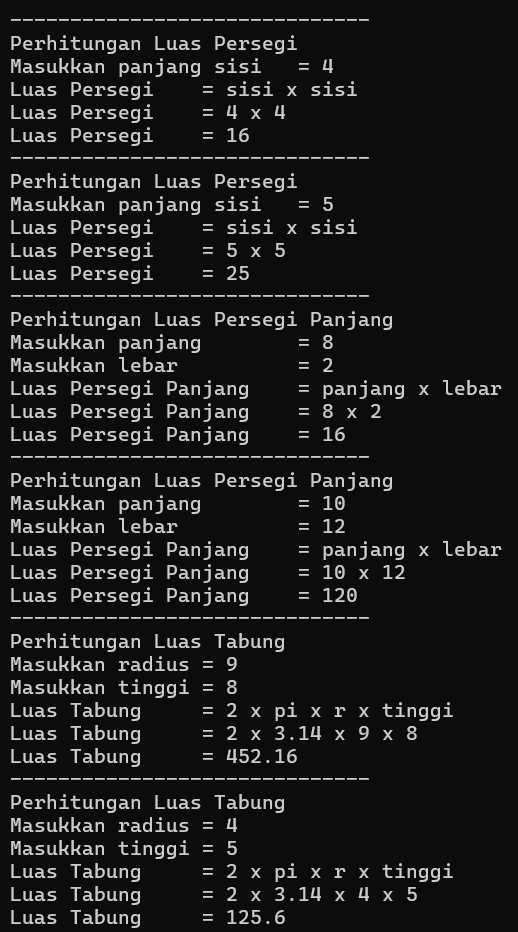 ------------------------------
Perhitungan Luas Persegi
Masukkan panjang sisi   = 4
Luas Persegi    = sisi x sisi
Luas Persegi    = 4 x 4
Luas Persegi    = 16
------------------------------
Perhitungan Luas Persegi
Masukkan panjang sisi   = 5
Luas Persegi    = sisi x sisi
Luas Persegi    = 5 x 5
Luas Persegi    = 25
------------------------------
Perhitungan Luas Persegi Panjang
Masukkan panjang        = 8
Masukkan lebar          = 2
Luas Persegi Panjang    = panjang x lebar
Luas Persegi Panjang    = 8 x 2
Luas Persegi Panjang    = 16
------------------------------
Perhitungan Luas Persegi Panjang
Masukkan panjang        = 10
Masukkan lebar          = 12
Luas Persegi Panjang    = panjang x lebar
Luas Persegi Panjang    = 10 x 12
Luas Persegi Panjang    = 120
------------------------------
Perhitungan Luas Tabung
Masukkan radius = 9
Masukkan tinggi = 8
Luas Tabung     = 2 x pi x r x tinggi
Luas Tabung     = 2 x 3.14 x 9 x 8
Luas Tabung     = 452.16
------------------------------
Perhitungan Luas Tabung
Masukkan radius = 4
Masukkan tinggi = 5
Luas Tabung     = 2 x pi x r x tinggi
Luas Tabung     = 2 x 3.14 x 4 x 5
Luas Tabung     = 125.6